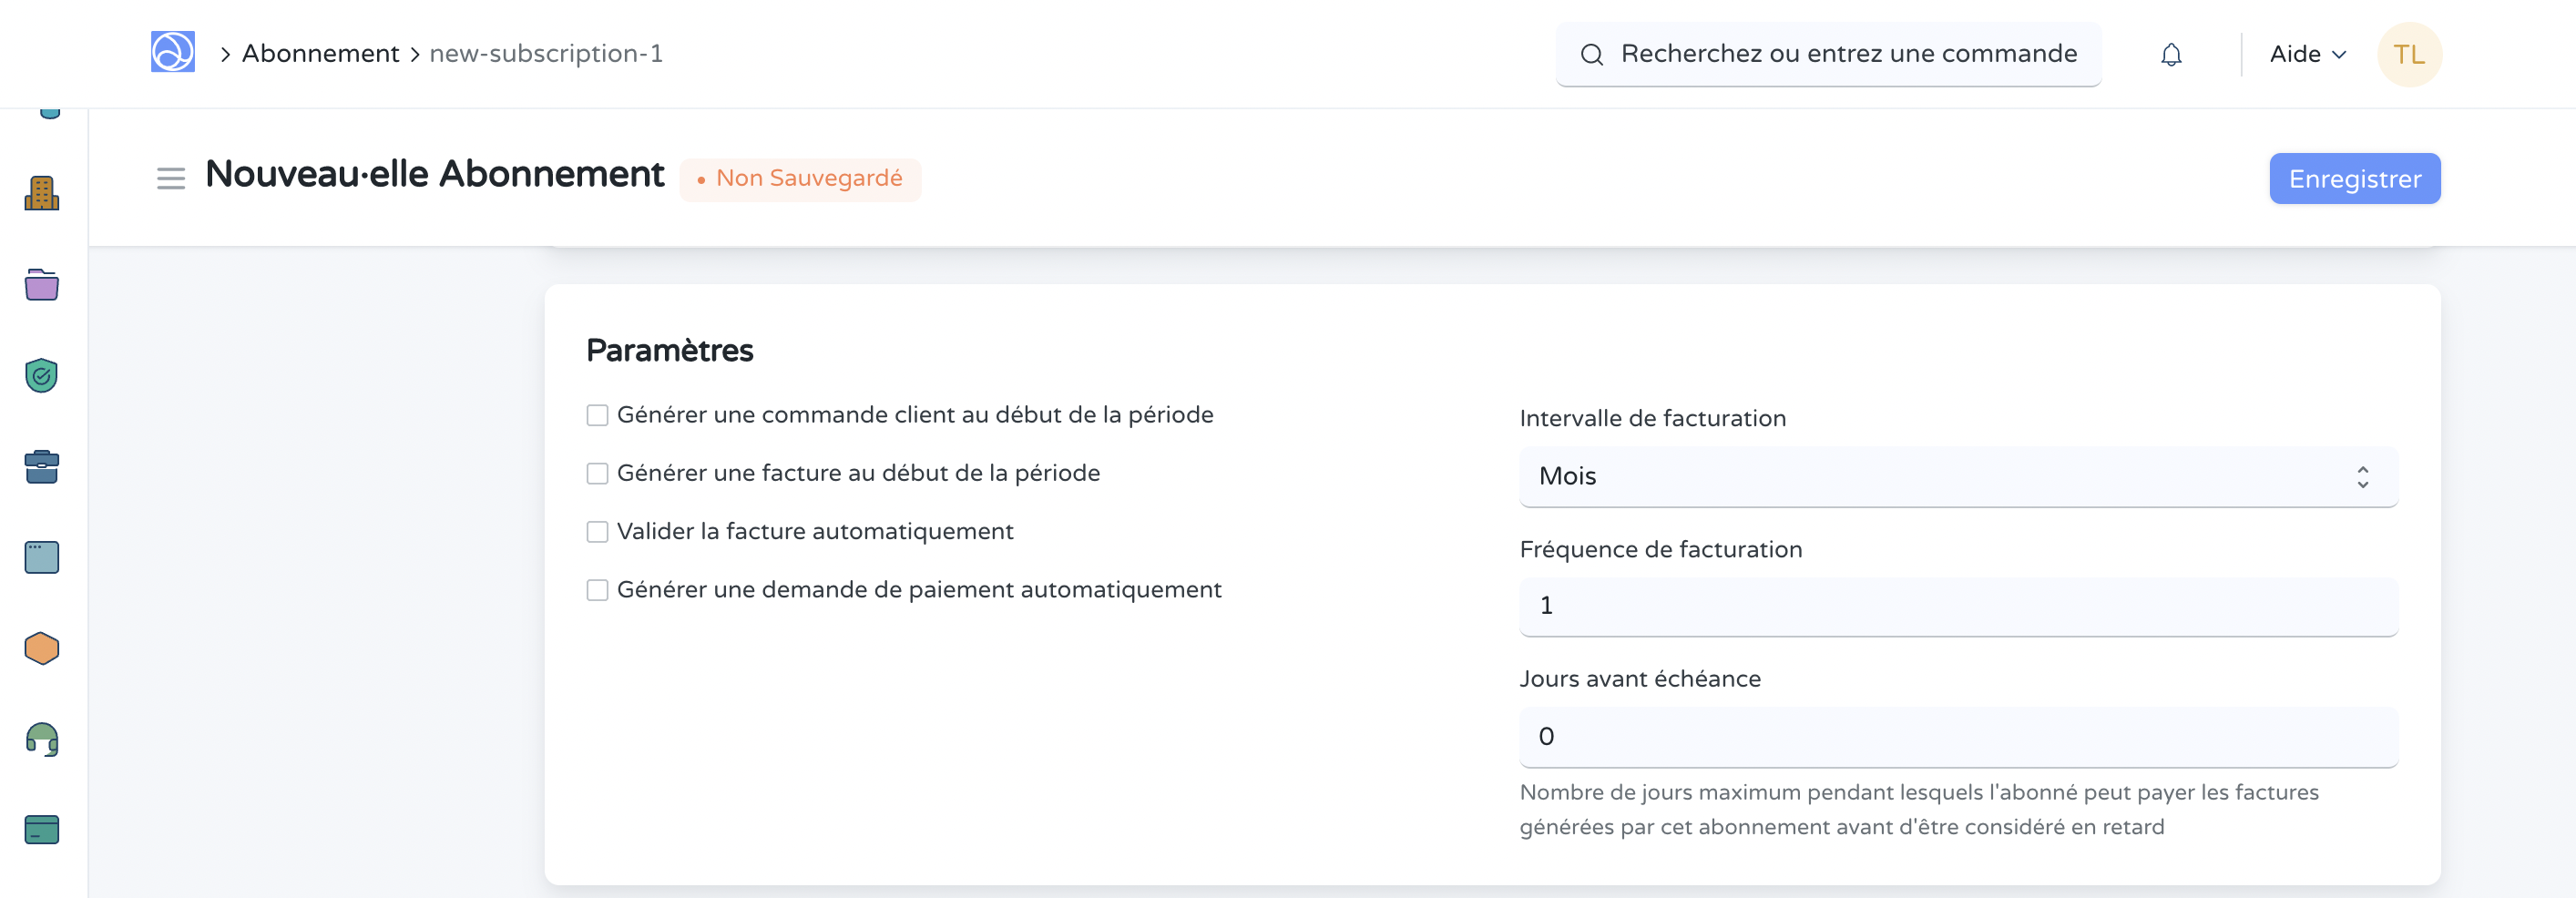 Abonnement > new-subscription-1
Recherchez ou entrez une commande
Aide
TL
Nouveau·elle Abonnement
• Non Sauvegardé
Enregistrer
Paramètres
Générer une commande client au début de la période
Générer une facture au début de la période
Valider la facture automatiquement
Générer une demande de paiement automatiquement
Intervalle de facturation
Mois
Fréquence de facturation
1
Jours avant échéance
0
Nombre de jours maximum pendant lesquels l'abonné peut payer les factures
générées par cet abonnement avant d'être considéré en retard